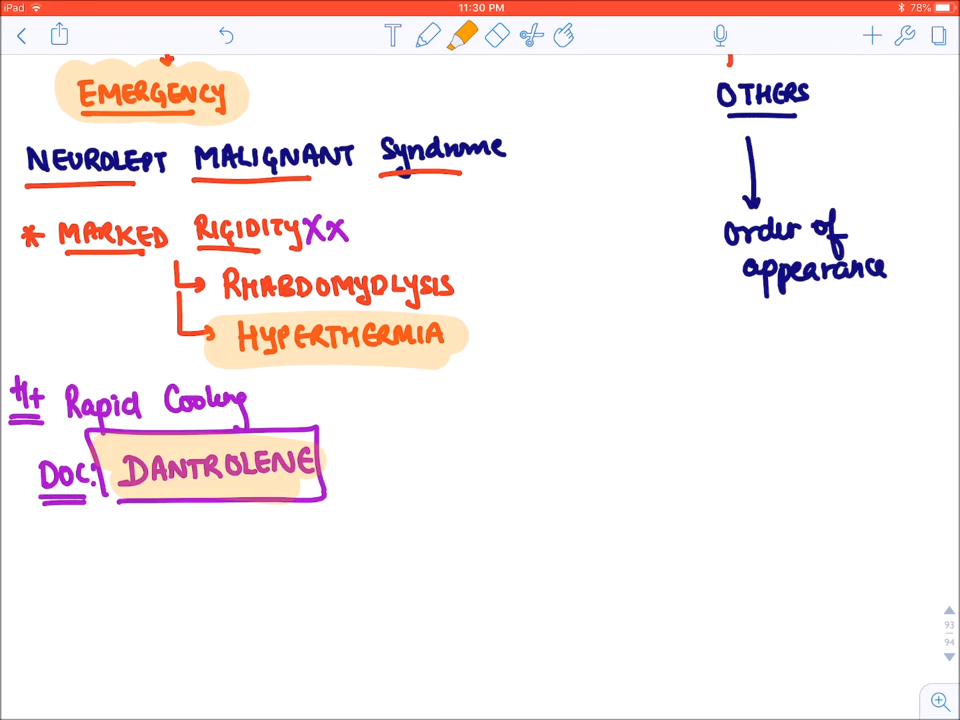 iPad
11:30 PM
78%
T
EMERGENCY
NEUROLEPT MALIGNANT Syndrome
* MARKED RIGIDITY XX
RHABDOMYOLYSIS
HYPERTHERMIA
Rapid Cooling
DOC: DANTROLENE
OTHERS
order of
appearance
93
94